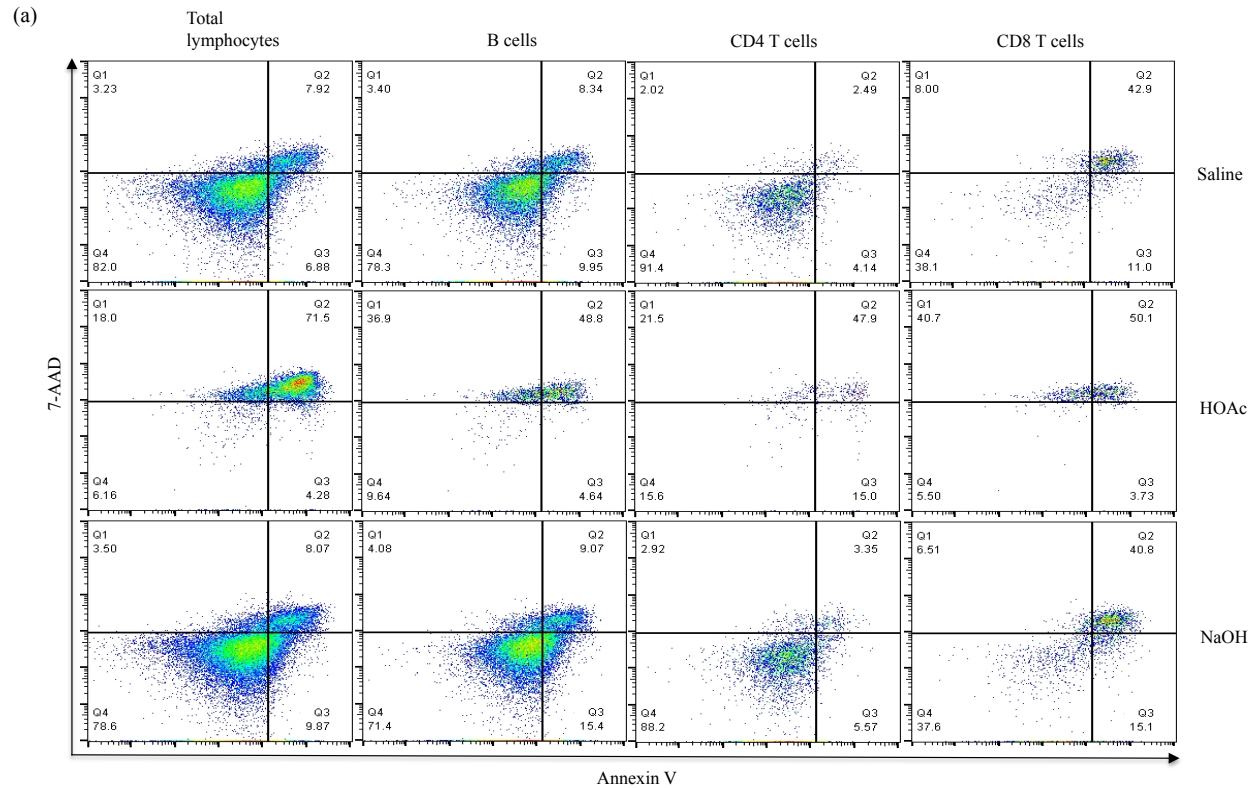 (a)
Total
lymphocytes
B cells
CD4 T cells
CD8 T cells
Q1
3.23
Q2
7.92
Q4
82.0
Q3
6.88
Q1
3.40
Q2
8.34
Q4
78.3
Q3
9.95
Q1
2.02
Q2
2.49
Q4
91.4
Q3
4.14
Q1
8.00
Q2
42.9
Q4
38.1
Q3
11.0
Saline
Q1
18.0
Q2
71.5
Q4
6.16
Q3
4.28
Q1
36.9
Q2
48.8
Q4
9.64
Q3
4.64
Q1
21.5
Q2
47.9
Q4
15.6
Q3
15.0
Q1
40.7
Q2
50.1
Q4
5.50
Q3
3.73
HOAc
Q1
3.50
Q2
8.07
Q4
78.6
Q3
9.87
Q1
4.08
Q2
9.07
Q4
71.4
Q3
15.4
Q1
2.92
Q2
3.35
Q4
88.2
Q3
5.57
Q1
6.51
Q2
40.8
Q4
37.6
Q3
15.1
NaOH
7-AAD
Annexin V